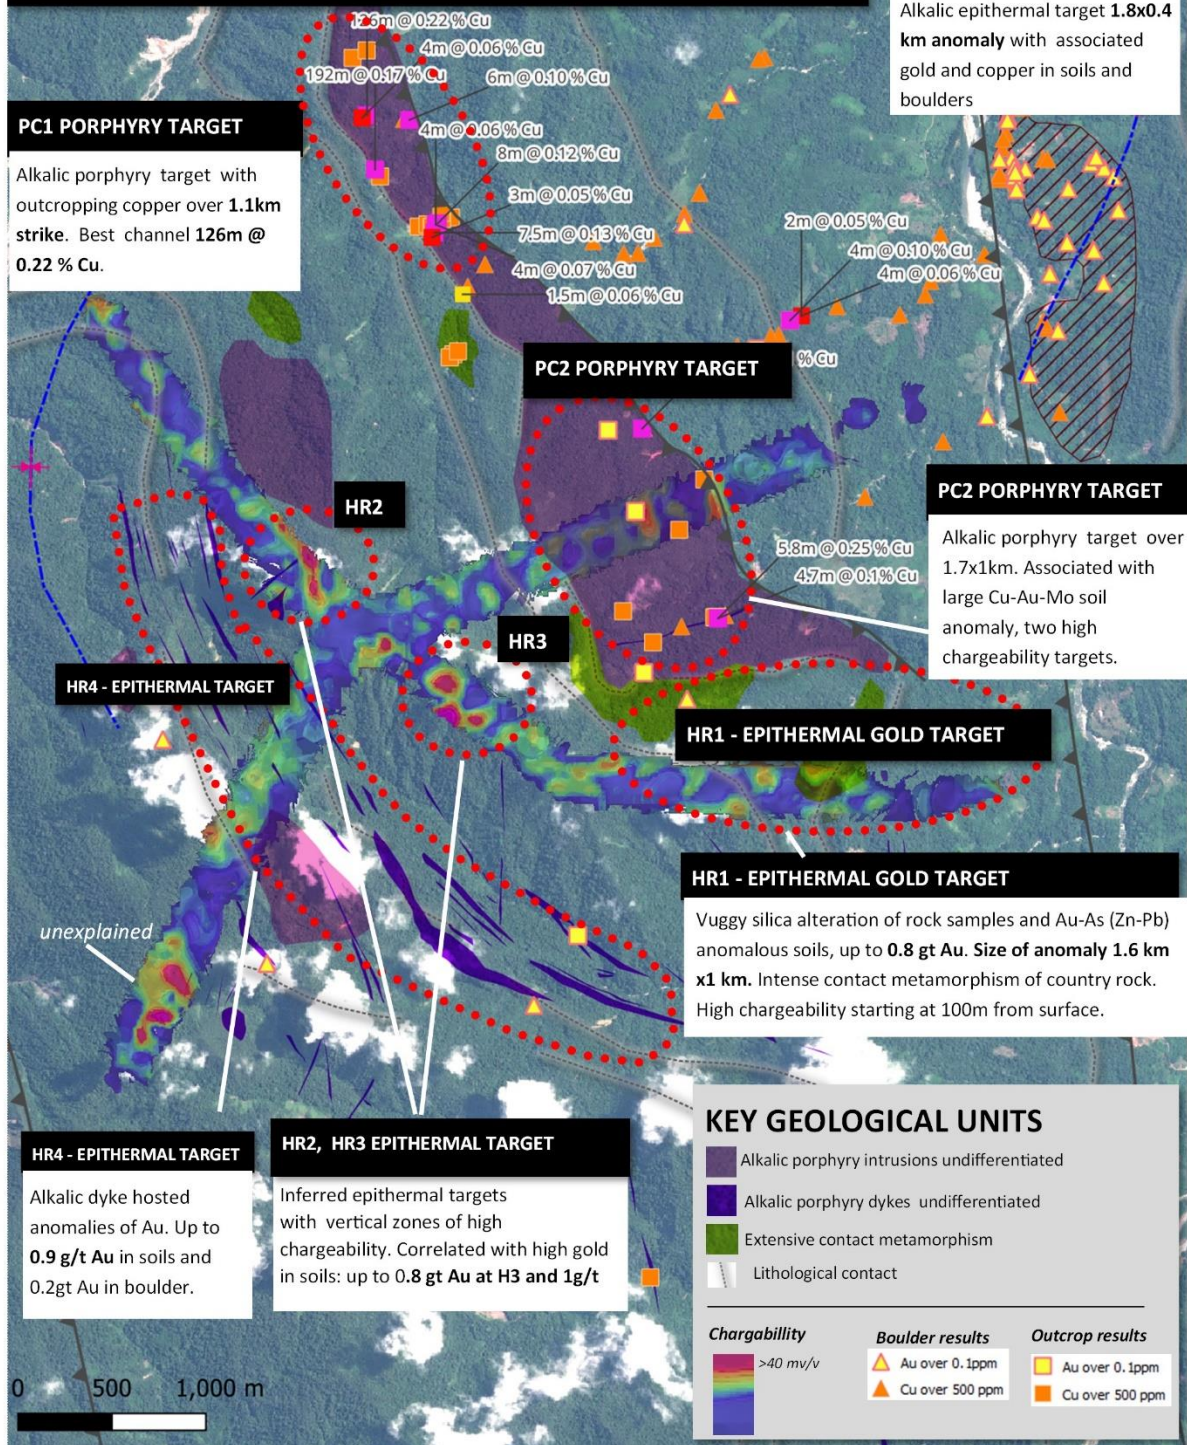 Alkalic epithermal target 1.8x0.4
km anomaly with associated
gold and copper in soils and
boulders
126m @ 0.22 % Cu
4m @ 0.06 % Cu
192m @ 0.17 % Cu
6m @ 0.10 % Cu
4m @ 0.06 % Cu
8m @ 0.12 % Cu
3m @ 0.05 % Cu
7.5m @ 0.13 % Cu
4m @ 0.07 % Cu
1.5m @ 0.06 % Cu
2m @ 0.05 % Cu
4m @ 0.10 % Cu
4m @ 0.06 % Cu
% Cu
PC1 PORPHYRY TARGET
Alkalic porphyry target with
outcropping copper over 1.1km
strike. Best channel 126m @
0.22 % Cu.
PC2 PORPHYRY TARGET
HR2
PC2 PORPHYRY TARGET
Alkalic porphyry target over
1.7x1km. Associated with
large Cu-Au-Mo soil
anomaly, two high
chargeability targets.
5.8m @ 0.25 % Cu
4.7m @ 0.1% Cu
HR3
HR4 - EPITHERMAL TARGET
HR1 - EPITHERMAL GOLD TARGET
HR1 - EPITHERMAL GOLD TARGET
Vuggy silica alteration of rock samples and Au-As (Zn-Pb)
anomalous soils, up to 0.8 gt Au. Size of anomaly 1.6 km
x1 km. Intense contact metamorphism of country rock.
High chargeability starting at 100m from surface.
unexplained
HR4 - EPITHERMAL TARGET
Alkalic dyke hosted
anomalies of Au. Up to
0.9 g/t Au in soils and
0.2gt Au in boulder.
HR2, HR3 EPITHERMAL TARGET
Inferred epithermal targets
with vertical zones of high
chargeability. Correlated with high gold
in soils: up to 0.8 gt Au at H3 and 1g/t
KEY GEOLOGICAL UNITS
Alkalic porphyry intrusions undifferentiated
Alkalic porphyry dykes undifferentiated
Extensive contact metamorphism
Lithological contact
Chargabillity
>40 mv/v
Boulder results
Au over 0.1ppm
Cu over 500 ppm
Outcrop results
Au over 0.1ppm
Cu over 500 ppm
0 500 1,000 m